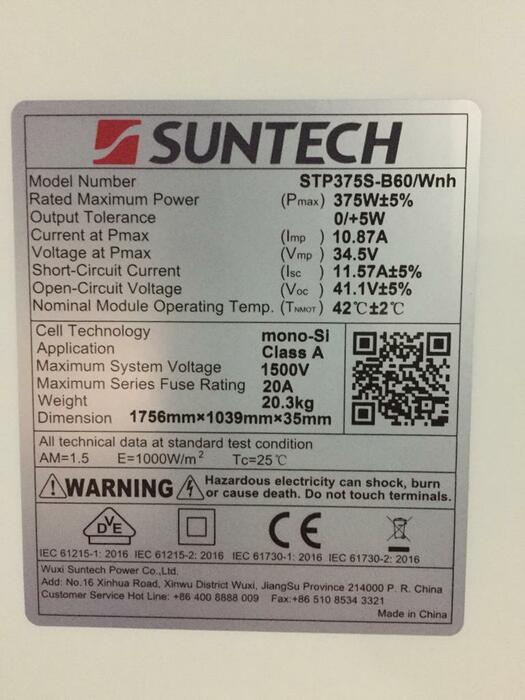 SUNTECH
Model Number STP375S-B60/Wnh
Rated Maximum Power (Pmax) 375W±5%
Output Tolerance 0/+5W
Current at Pmax (Imp) 10.87A
Voltage at Pmax (Vmp) 34.5V
Short-Circuit Current (Isc) 11.57A±5%
Open-Circuit Voltage (Voc) 41.1V±5%
Nominal Module Operating Temp. (TNMOT) 42℃±2℃
Cell Technology mono-Si
Application Class A
Maximum System Voltage 1500V
Maximum Series Fuse Rating 20A
Weight 20.3kg
Dimension 1756mm×1039mm×35mm
All technical data at standard test condition
AM=1.5 E=1000W/m² Tc=25℃
WARNING Hazardous electricity can shock, burn
or cause death. Do not touch terminals.
DVE CE
IEC 61215-1: 2016 IEC 61215-2: 2016 IEC 61730-1: 2016 IEC 61730-2: 2016
Wuxi Suntech Power Co.,Ltd.
Add: No.16 Xinhua Road, Xinwu District Wuxi, JiangSu Province 214000 P. R. China
Customer Service Hot Line: +86 400 8888 009 Fax:+86 510 8534 3321
Made in China